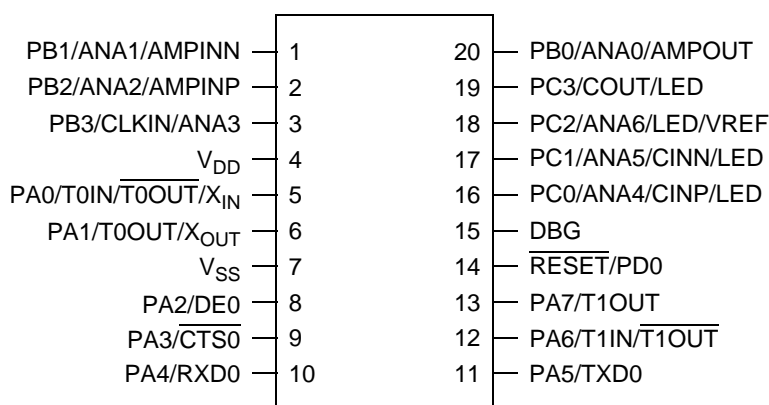 PB1/ANA1/AMPINN 1 20 PB0/ANA0/AMPOUT
PB2/ANA2/AMPINP 2 19 PC3/COUT/LED
PB3/CLKIN/ANA3 3 18 PC2/ANA6/LED/VREF
VDD 4 17 PC1/ANA5/CINN/LED
PA0/T0IN/T0OUT/XIN 5 16 PC0/ANA4/CINP/LED
PA1/T0OUT/XOUT 6 15 DBG
VSS 7 14 RESET/PD0
PA2/DE0 8 13 PA7/T1OUT
PA3/CTS0 9 12 PA6/T1IN/T1OUT
PA4/RXD0 10 11 PA5/TXD0